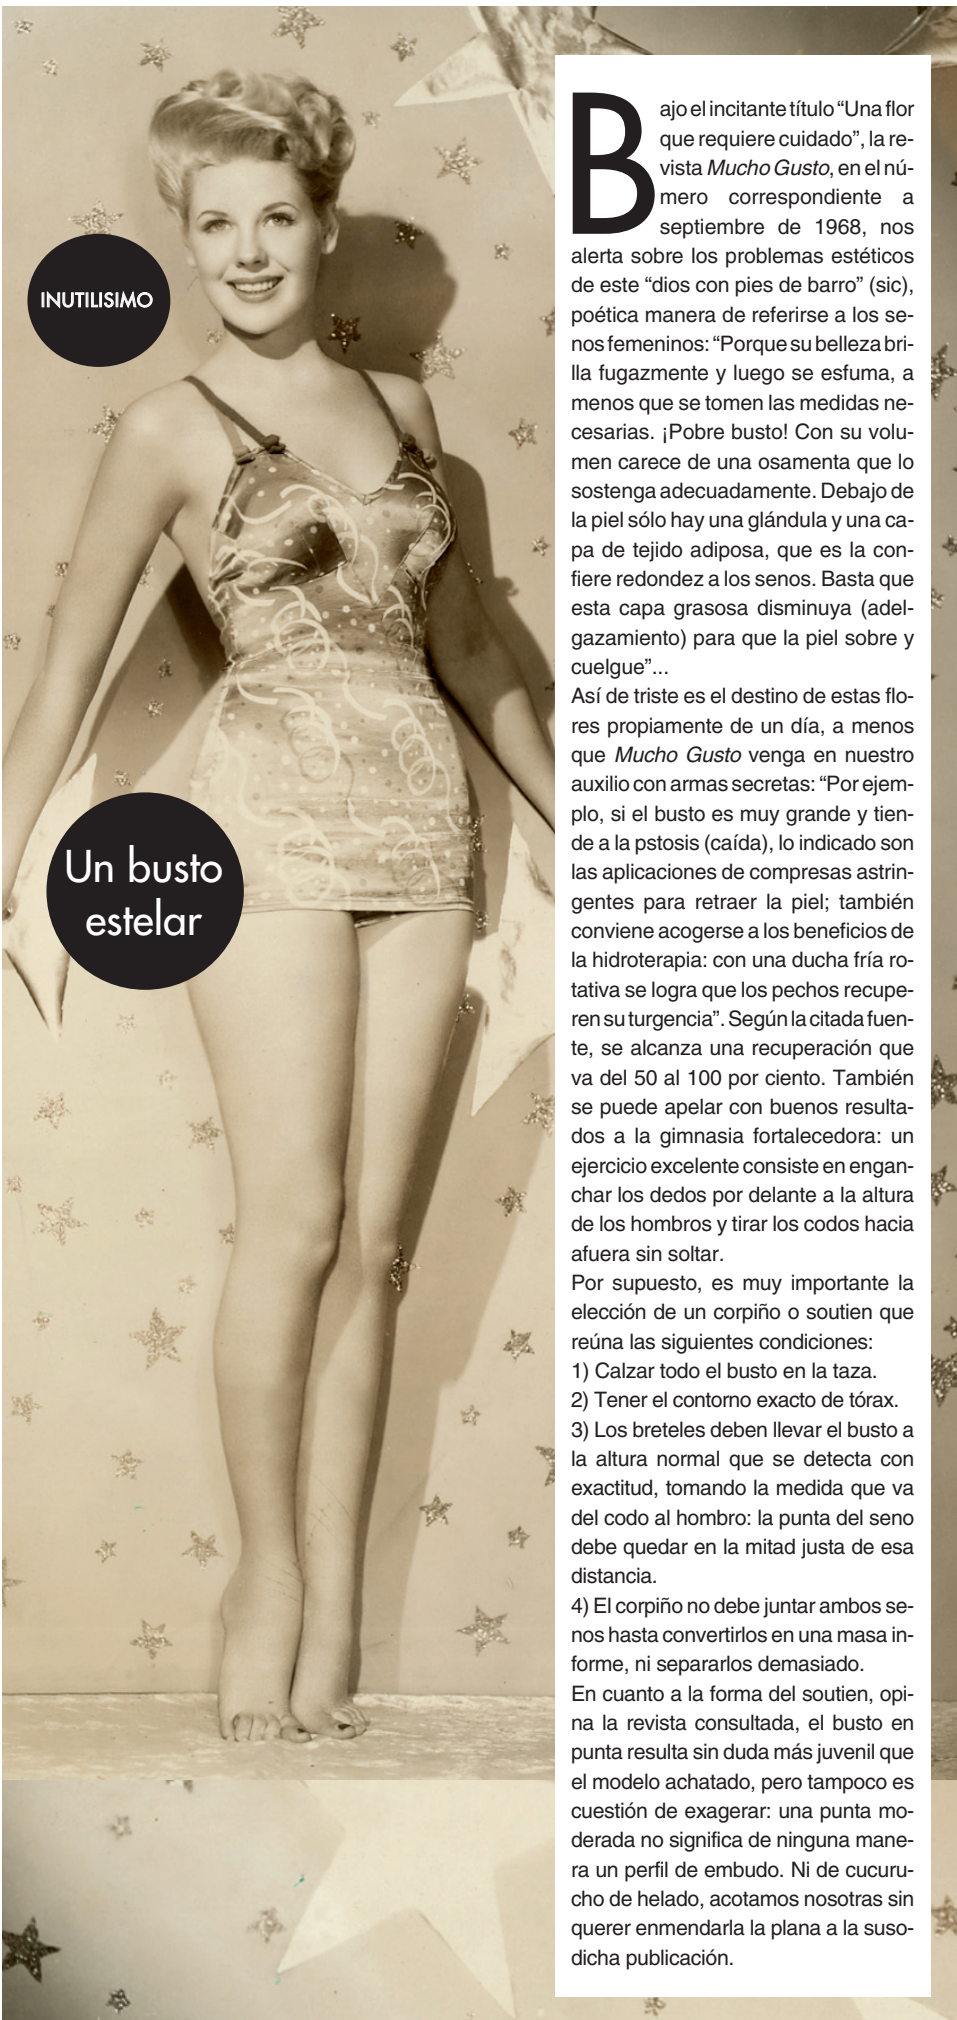 INUTILISIMO
Un busto
estelar
Bajo el incitante título “Una flor
que requiere cuidado”, la re-
vista Mucho Gusto, en el nú-
mero correspondiente a
septiembre de 1968, nos
alerta sobre los problemas estéticos
de este “dios con pies de barro” (sic),
poética manera de referirse a los se-
nos femeninos: “Porque su belleza bri-
lla fugazmente y luego se esfuma, a
menos que se tomen las medidas ne-
cesarias. ¡Pobre busto! Con su volu-
men carece de una osamenta que lo
sostenga adecuadamente. Debajo de
la piel sólo hay una glándula y una ca-
pa de tejido adiposa, que es la con-
fiere redondez a los senos. Basta que
esta capa grasosa disminuya (adel-
gazamiento) para que la piel sobre y
cuelgue”...
Así de triste es el destino de estas flo-
res propiamente de un día, a menos
que Mucho Gusto venga en nuestro
auxilio con armas secretas: “Por ejem-
plo, si el busto es muy grande y tien-
de a la pstosis (caída), lo indicado son
las aplicaciones de compresas astrin-
gentes para retraer la piel; también
conviene acogerse a los beneficios de
la hidroterapia: con una ducha fría ro-
tativa se logra que los pechos recupe-
ren su turgencia”. Según la citada fuen-
te, se alcanza una recuperación que
va del 50 al 100 por ciento. También
se puede apelar con buenos resulta-
dos a la gimnasia fortalecedora: un
ejercicio excelente consiste en engan-
char los dedos por delante a la altura
de los hombros y tirar los codos hacia
afuera sin soltar.
Por supuesto, es muy importante la
elección de un corpiño o soutien que
reúna las siguientes condiciones:
1) Calzar todo el busto en la taza.
2) Tener el contorno exacto de tórax.
3) Los breteles deben llevar el busto a
la altura normal que se detecta con
exactitud, tomando la medida que va
del codo al hombro: la punta del seno
debe quedar en la mitad justa de esa
distancia.
4) El corpiño no debe juntar ambos se-
nos hasta convertirlos en una masa in-
forme, ni separarlos demasiado.
En cuanto a la forma del soutien, opi-
na la revista consultada, el busto en
punta resulta sin duda más juvenil que
el modelo achatado, pero tampoco es
cuestión de exagerar: una punta mo-
derada no significa de ninguna mane-
ra un perfil de embudo. Ni de cucuru-
cho de helado, acotamos nosotras sin
querer enmendarla la plana a la suso-
dicha publicación.